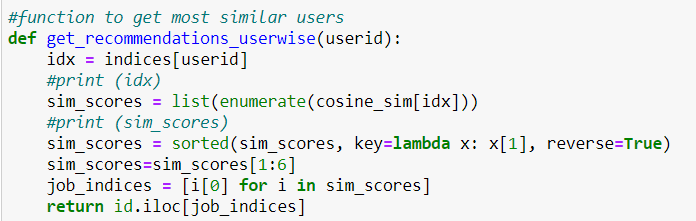 #function to get most similar users
def get_recommendations_userwise(userid):
    idx = indices[userid]
    #print (idx)
    sim_scores = list(enumerate(cosine_sim[idx]))
    #print (sim_scores)
    sim_scores = sorted(sim_scores, key=lambda x: x[1], reverse=True)
    sim_scores=sim_scores[1:6]
    job_indices = [i[0] for i in sim_scores]
    return id.iloc[job_indices]